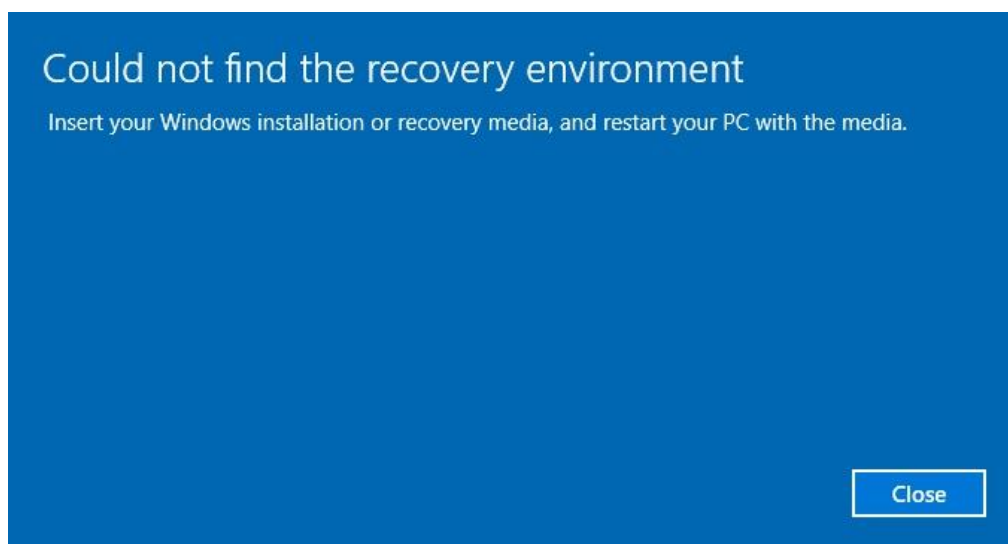 Could not find the recovery environment
Insert your Windows installation or recovery media, and restart your PC with the media.
Close